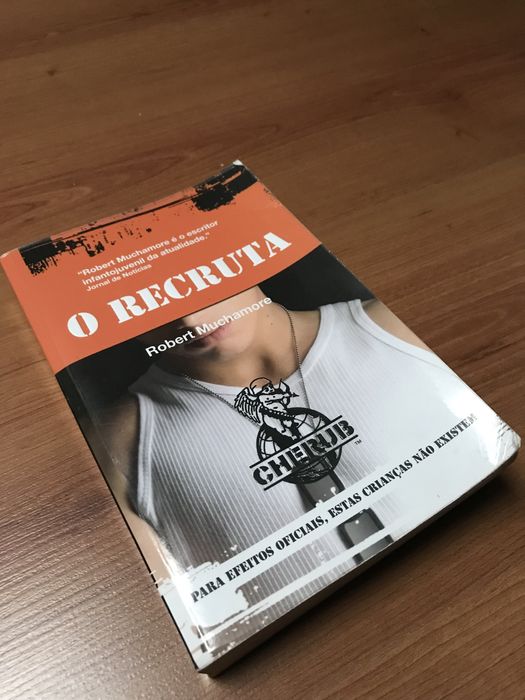 "Robert Muchamore é o escritor
infantojuvenil da atualidade."
Jornal de Notícias
O RECRUTA
Robert Muchamore
CHERUB
TM
PARA EFEITOS OFICIAIS, ESTAS CRIANÇAS NÃO EXISTEM